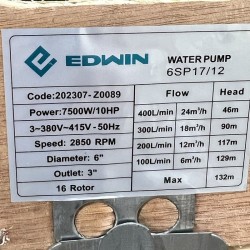 EDWIN
WATER PUMP
6SP17/12
Code:202307-Z0089
Power:7500W/10HP
3~380V~415V-50Hz
Speed: 2850 RPM
Diameter: 6"
Outlet: 3"
16 Rotor
Flow Head
400L/min 24m³/h 46m
300L/min 18m³/h 90m
200L/min 12m³/h 117m
100L/min 6m³/h 129m
Max 132m